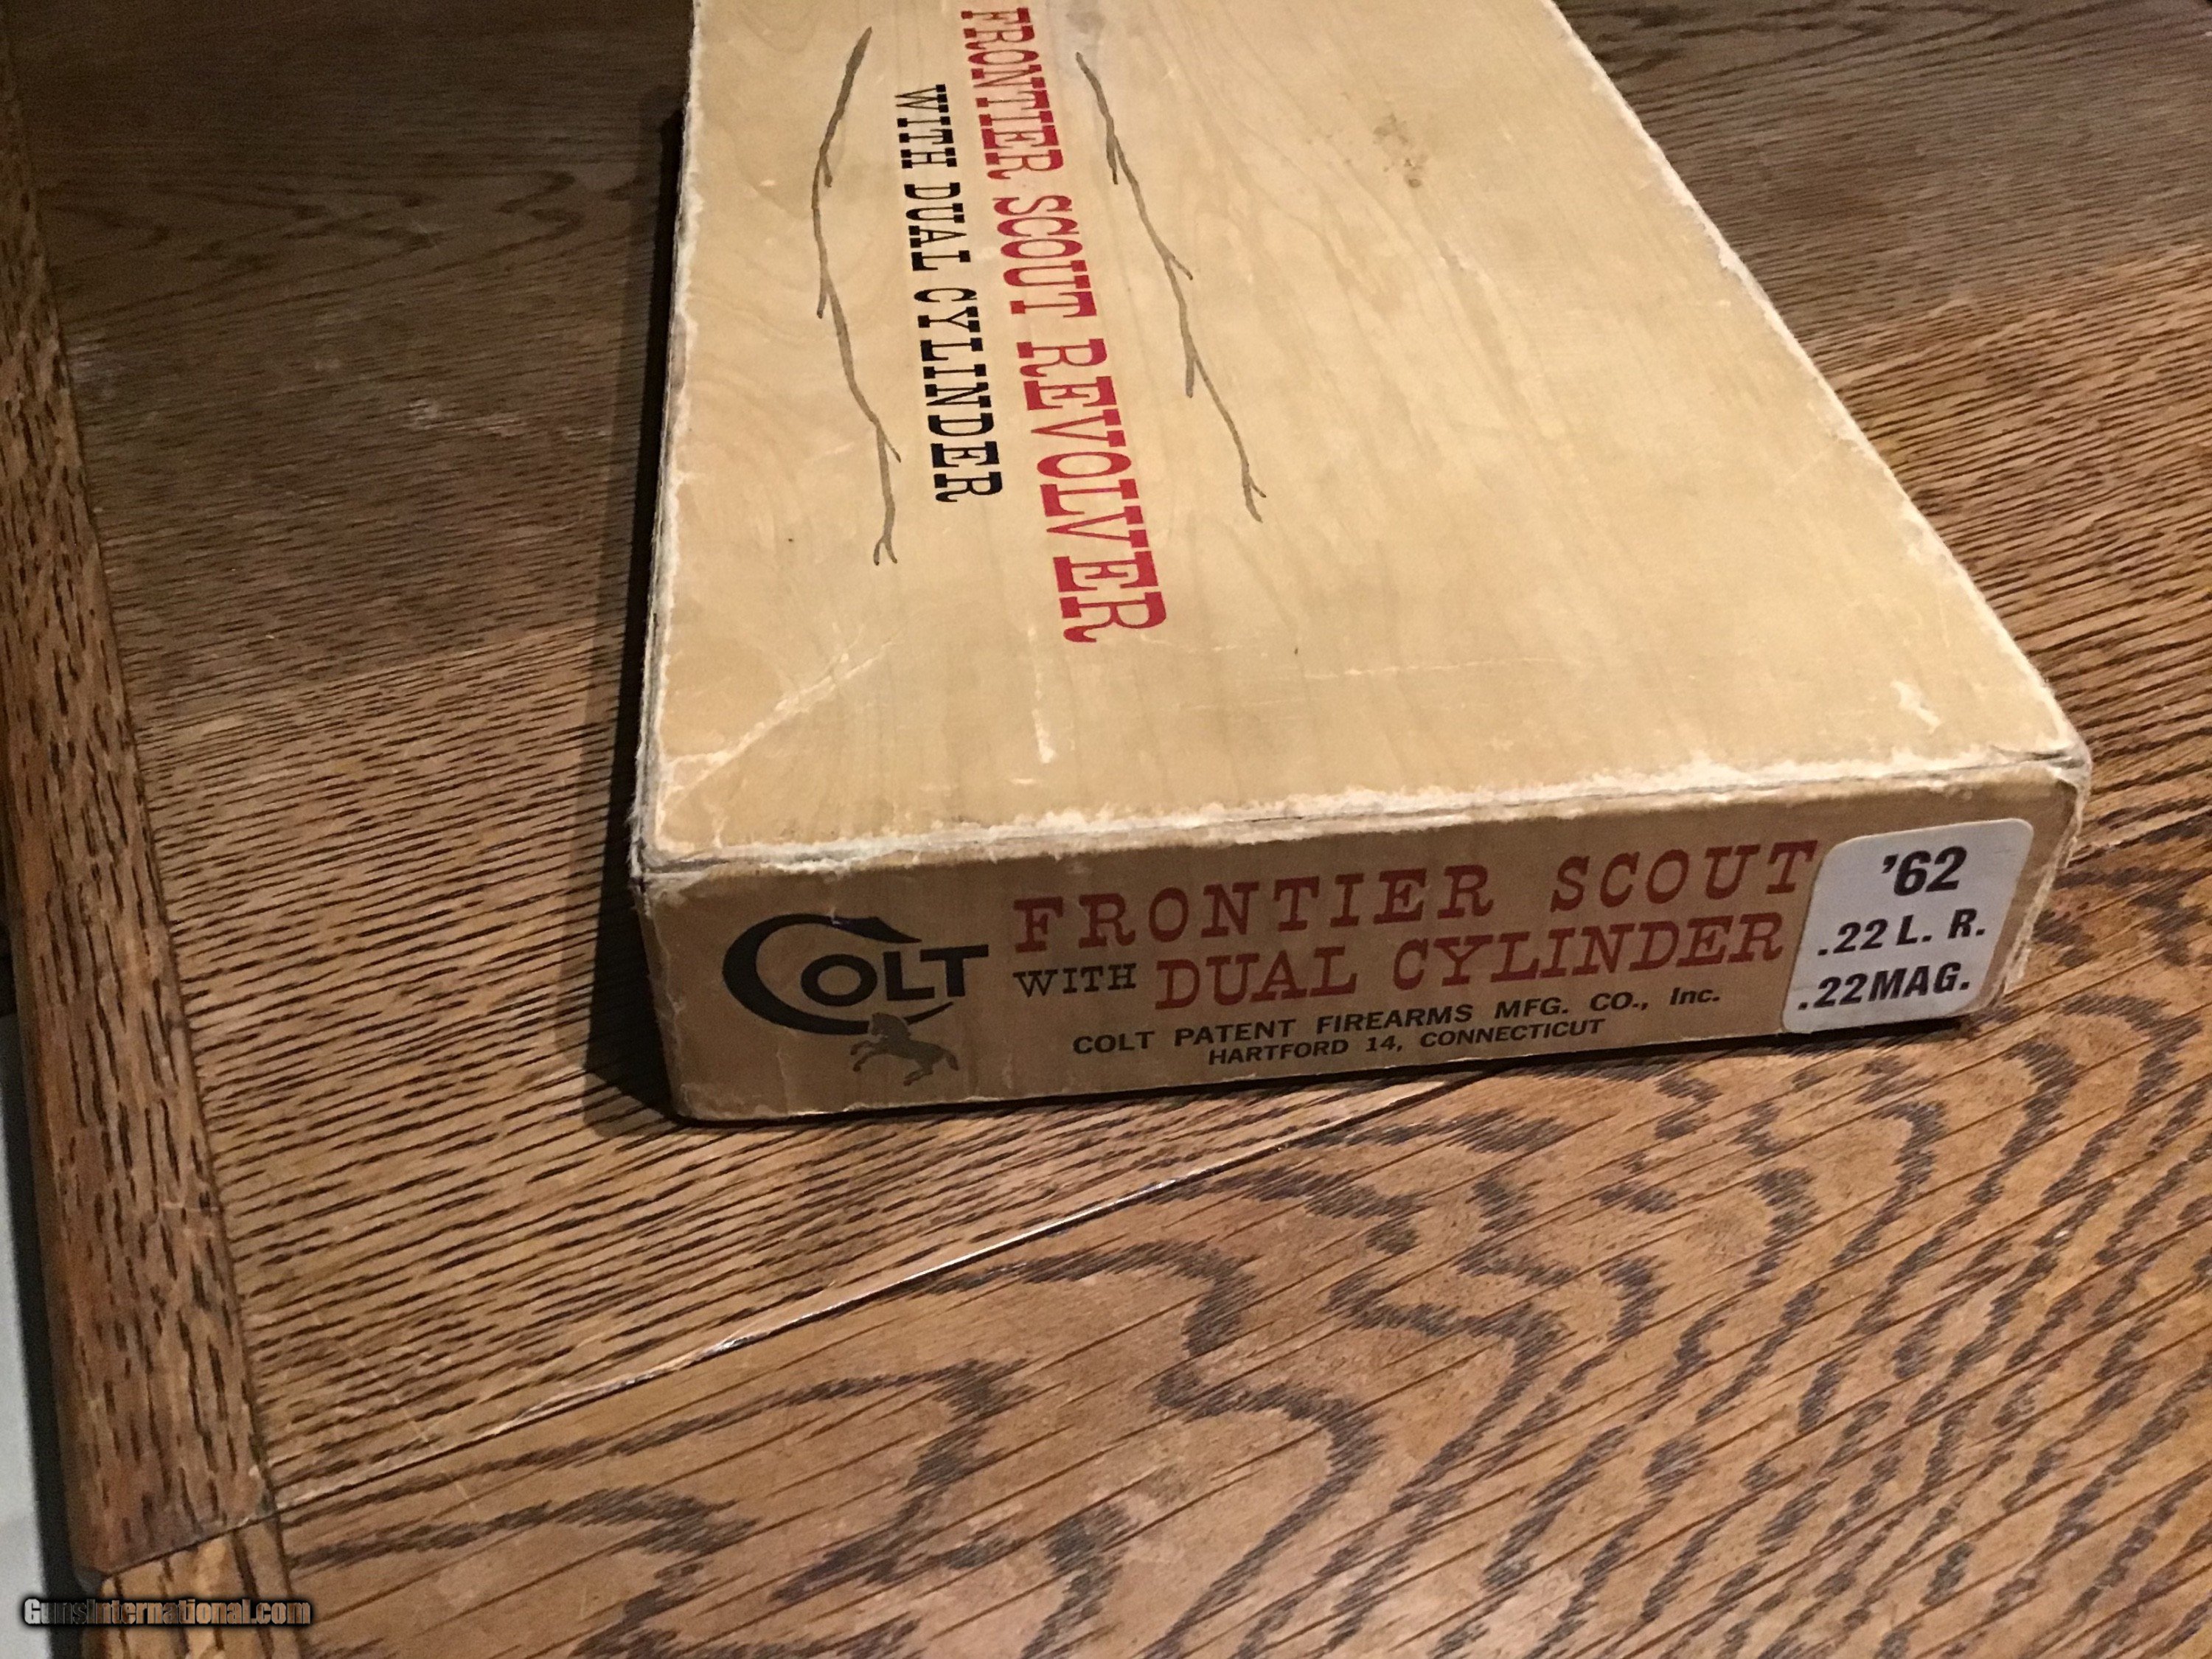 FRONTIER SCOUT REVOLVER
WITH DUAL CYLINDER
COLT
FRONTIER SCOUT
WITH DUAL CYLINDER
COLT PATENT FIREARMS MFG. CO., Inc.
HARTFORD 14, CONNECTICUT
'62
.22 L. R.
.22 MAG.
GunsInternational.com